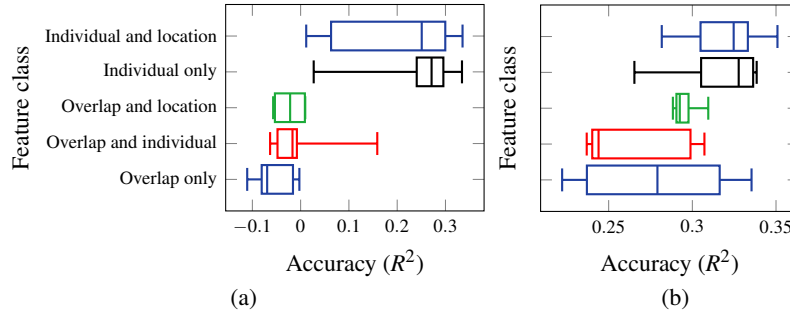 Feature class
Individual and location
Individual only
Overlap and location
Overlap and individual
Overlap only
−0.1 0 0.1 0.2 0.3
Accuracy (R²)
(a)
Feature class
0.25 0.3 0.35
Accuracy (R²)
(b)